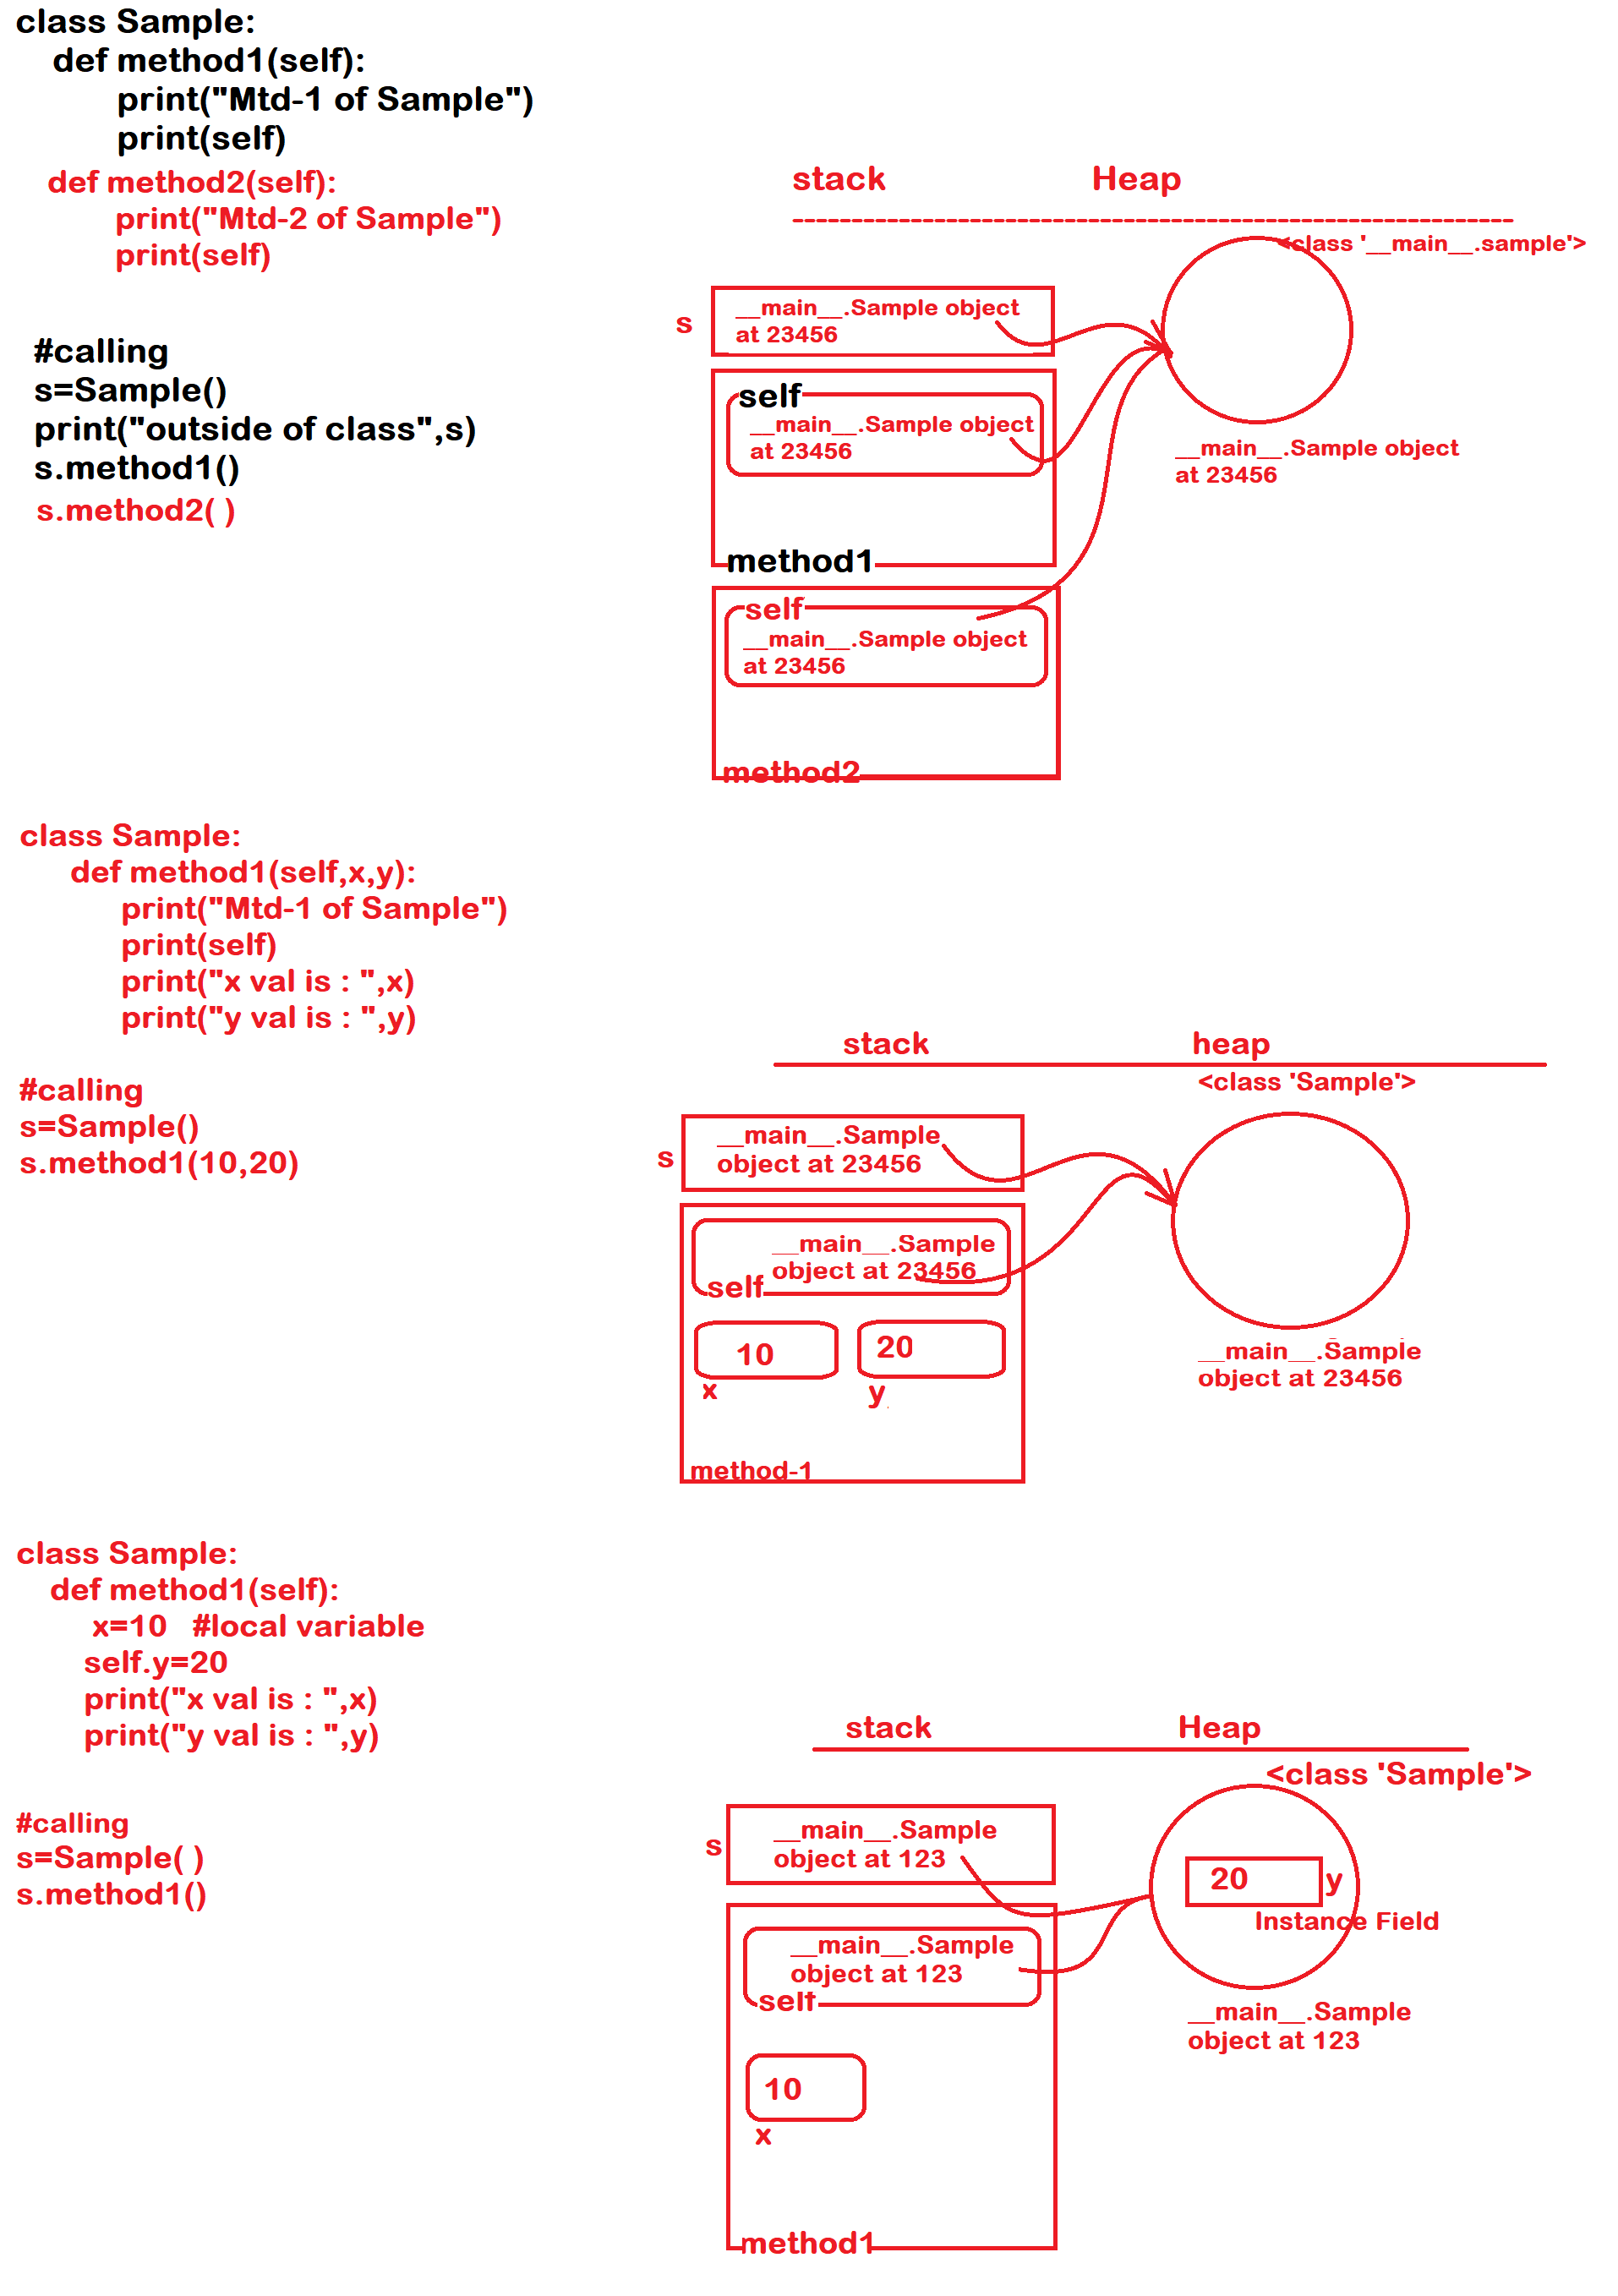 class Sample:
def method1(self):
print("Mtd-1 of Sample")
print(self)
def method2(self):
print("Mtd-2 of Sample")
print(self)
#calling
s=Sample()
print("outside of class",s)
s.method1()
s.method2( )
stack Heap
<class '__main__.sample'>
s
__main__.Sample object
at 23456
self
__main__.Sample object
at 23456
method1
self
__main__.Sample object
at 23456
method2
__main__.Sample object
at 23456
class Sample:
def method1(self,x,y):
print("Mtd-1 of Sample")
print(self)
print("x val is : ",x)
print("y val is : ",y)
#calling
s=Sample()
s.method1(10,20)
stack heap
<class 'Sample'>
s
__main__.Sample
object at 23456
__main__.Sample
object at 23456
self
10
x
20
y
method-1
__main__.Sample
object at 23456
class Sample:
def method1(self):
x=10 #local variable
self.y=20
print("x val is : ",x)
print("y val is : ",y)
#calling
s=Sample( )
s.method1()
stack Heap
<class 'Sample'>
s
__main__.Sample
object at 123
__main__.Sample
object at 123
self
10
x
method1
20 y
Instance Field
__main__.Sample
object at 123